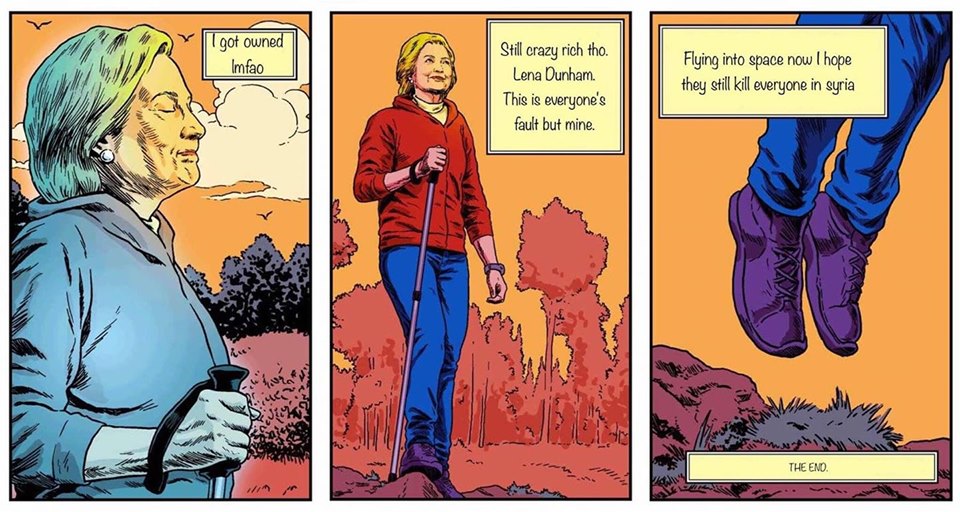 I got owned
lmfao
Still crazy rich tho.
Lena Dunham.
This is everyone's
fault but mine.
Flying into space now I hope
they still kill everyone in syria
THE END.